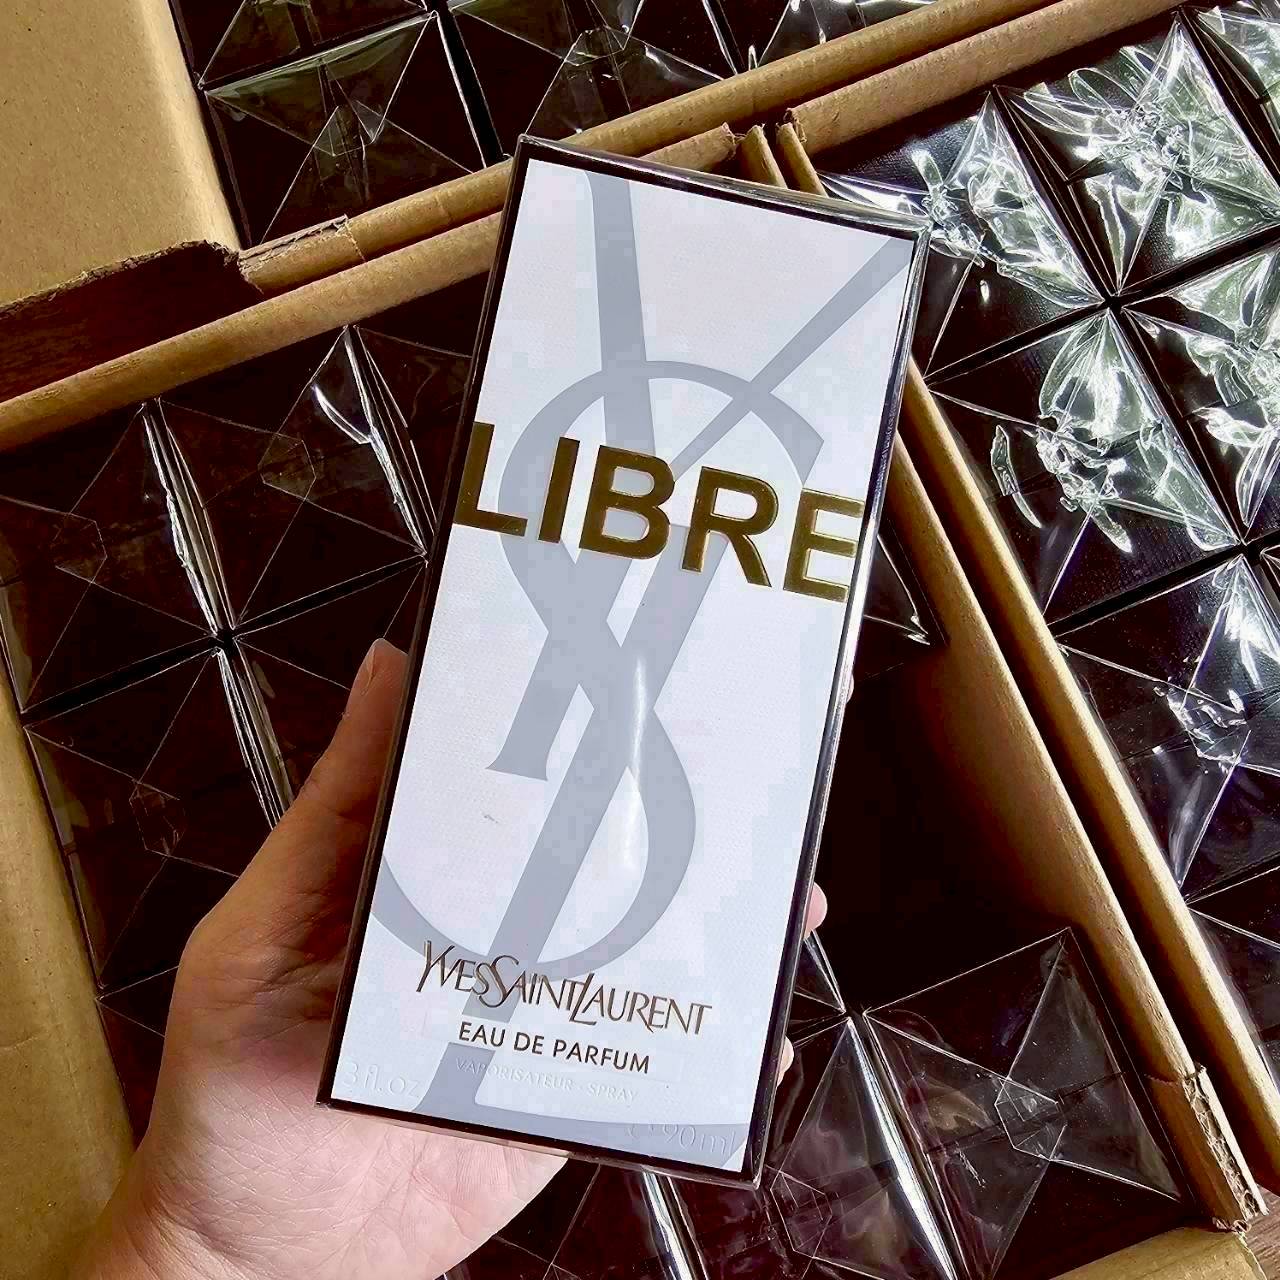 LIBRE
YVESSAINTLAURENT
EAU DE PARFUM
VAPORISATEUR - SPRAY
3 fl.oz
90ml